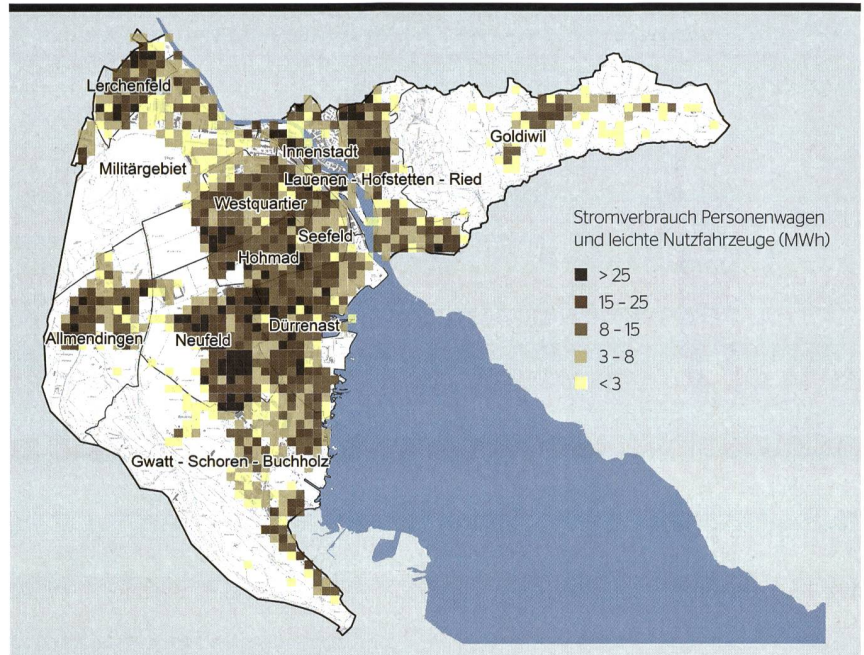 Lerchenfeld
Militärgebiet
Innenstadt
Goldiwil
Lauenen - Hofstetten - Ried
Westquartier
Seefeld
Hohmad
Allmendingen
Neufeld
Dürrenast
Gwatt - Schoren - Buchholz
Stromverbrauch Personenwagen
und leichte Nutzfahrzeuge (MWh)
> 25
15 – 25
8 – 15
3 – 8
< 3